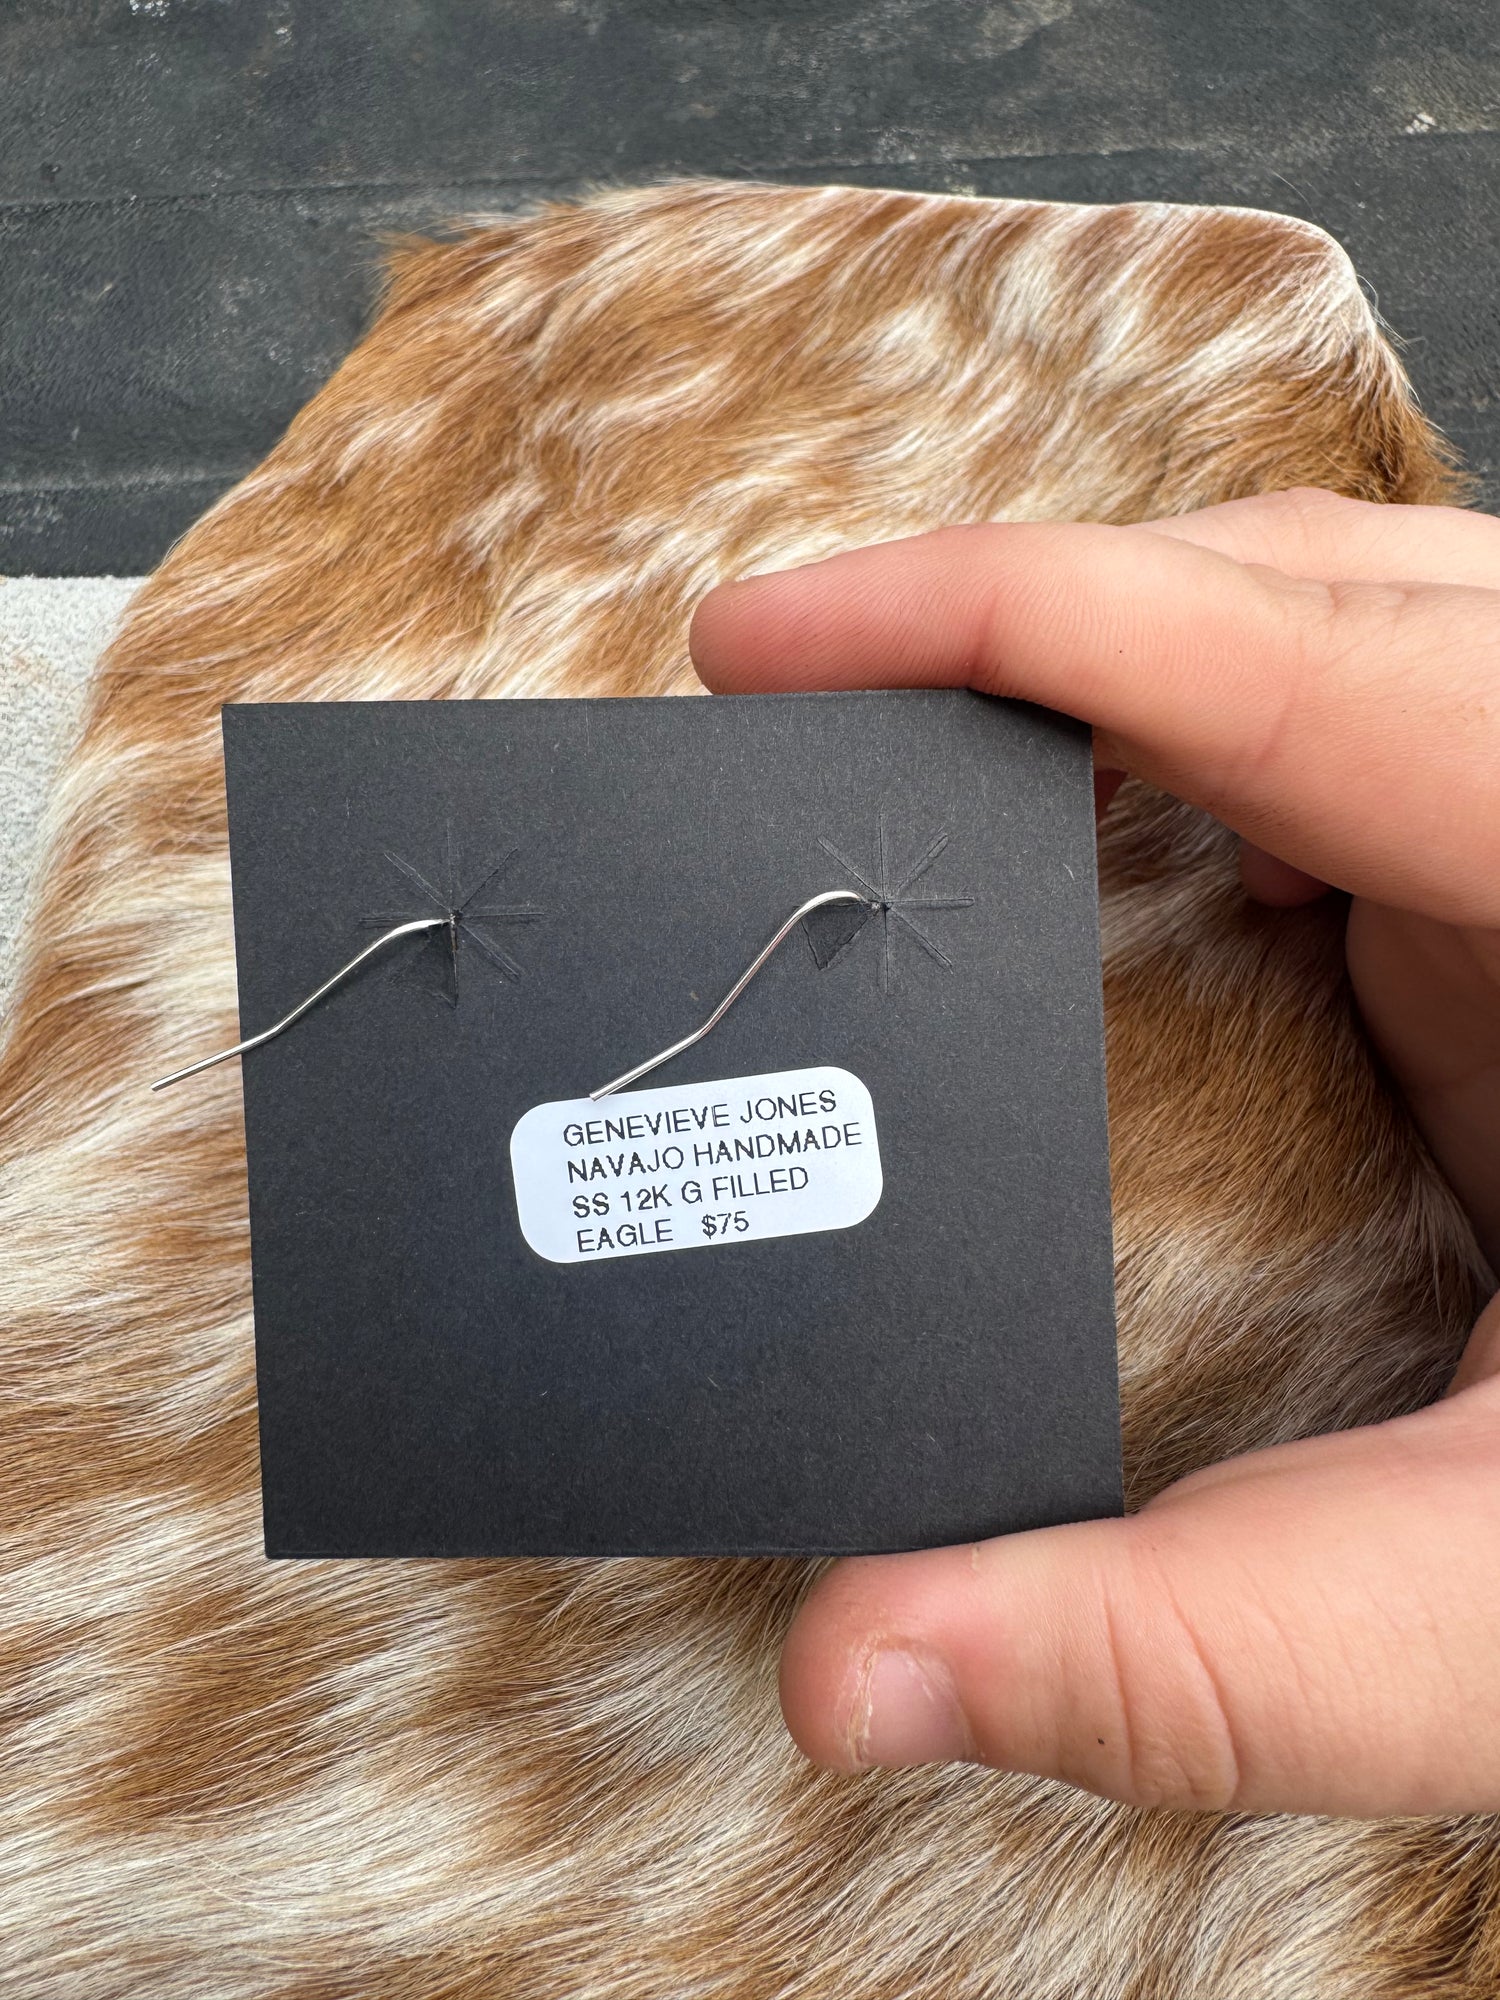 GENEVIEVE JONES
NAVAJO HANDMADE
SS 12K G FILLED
EAGLE $75